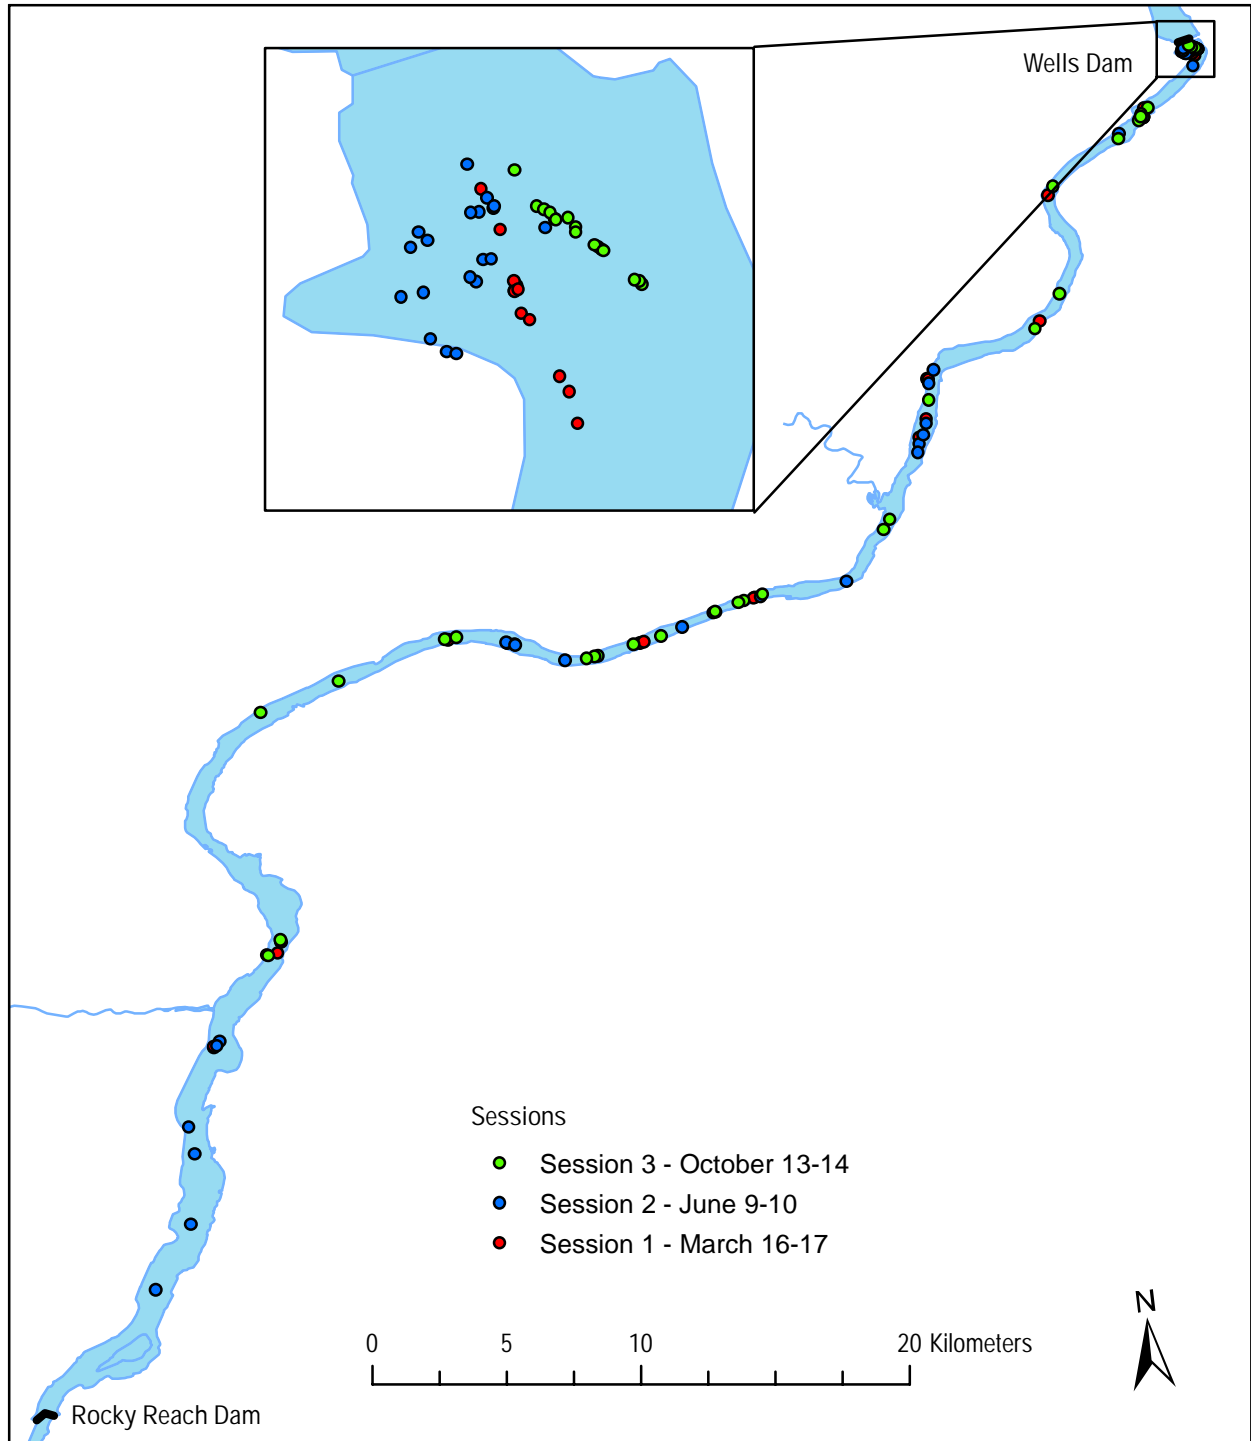 Wells Dam
Sessions
Session 3 - October 13-14
Session 2 - June 9-10
Session 1 - March 16-17
N
0 5 10 20 Kilometers
Rocky Reach Dam